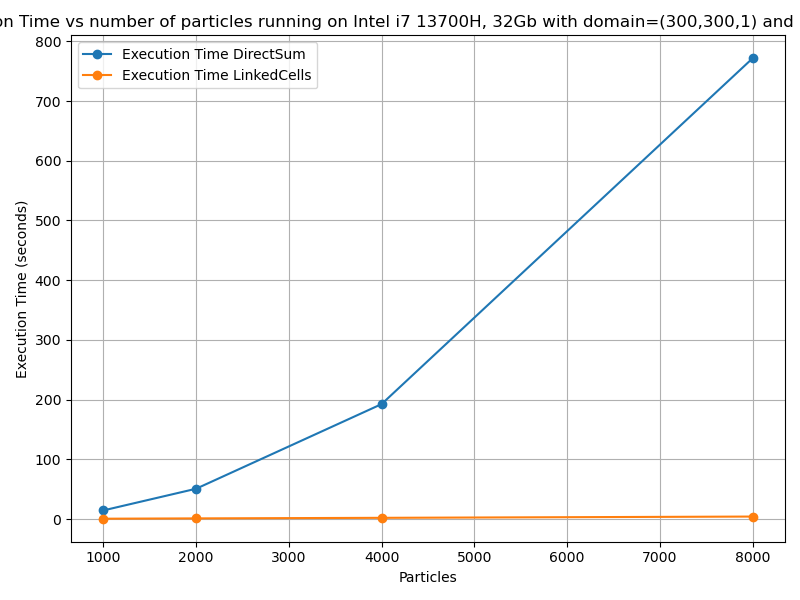 on Time vs number of particles running on Intel i7 13700H, 32Gb with domain=(300,300,1) and
Execution Time DirectSum
Execution Time LinkedCells
Execution Time (seconds)
800
700
600
500
400
300
200
100
0
1000 2000 3000 4000 5000 6000 7000 8000
Particles